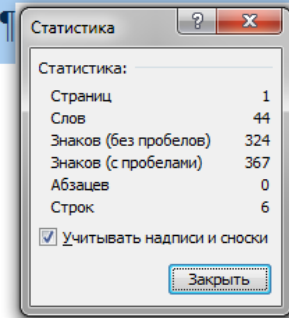 ¶
Статистика
Статистика:
Страниц 1
Слов 44
Знаков (без пробелов) 324
Знаков (с пробелами) 367
Абзацев 0
Строк 6
Учитывать надписи и сноски
Закрыть